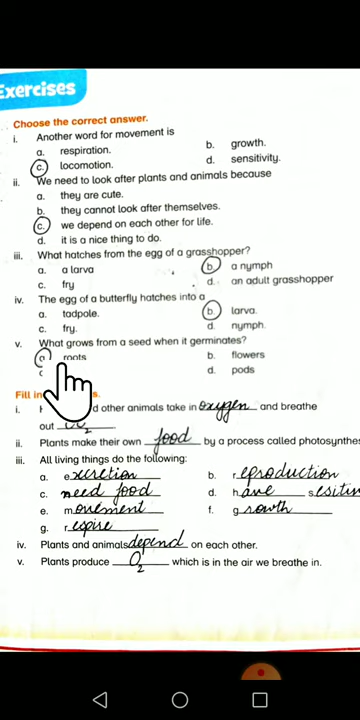 Exercises
Choose the correct answer.
i. Another word for movement is
a. respiration. b. growth.
c. locomotion. d. sensitivity.
ii. We need to look after plants and animals because
a. they are cute.
b. they cannot look after themselves.
c. we depend on each other for life.
d. it is a nice thing to do.
iii. What hatches from the egg of a grasshopper?
a. a larva b. a nymph
c. fry d. an adult grasshopper
iv. The egg of a butterfly hatches into a
a. tadpole. b. larva.
c. fry. d. nymph.
v. What grows from a seed when it germinates?
a. roots b. flowers
d. pods
Fill in
i. d other animals take in oxygen and breathe
out CO2
ii. Plants make their own food by a process called photosynthe
iii. All living things do the following:
a. excretion b. reproduction
c. need food d. have
e. movement f. growth
g. respire
iv. Plants and animals depend on each other.
v. Plants produce O2 which is in the air we breathe in.